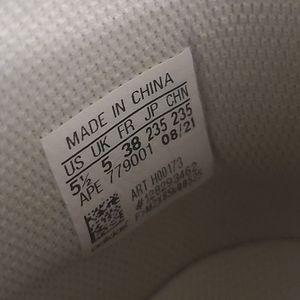 MADE IN CHINA
US UK FR JP CHN
5½ 5 38 235 235
APE 779001 08/21
ART H00173